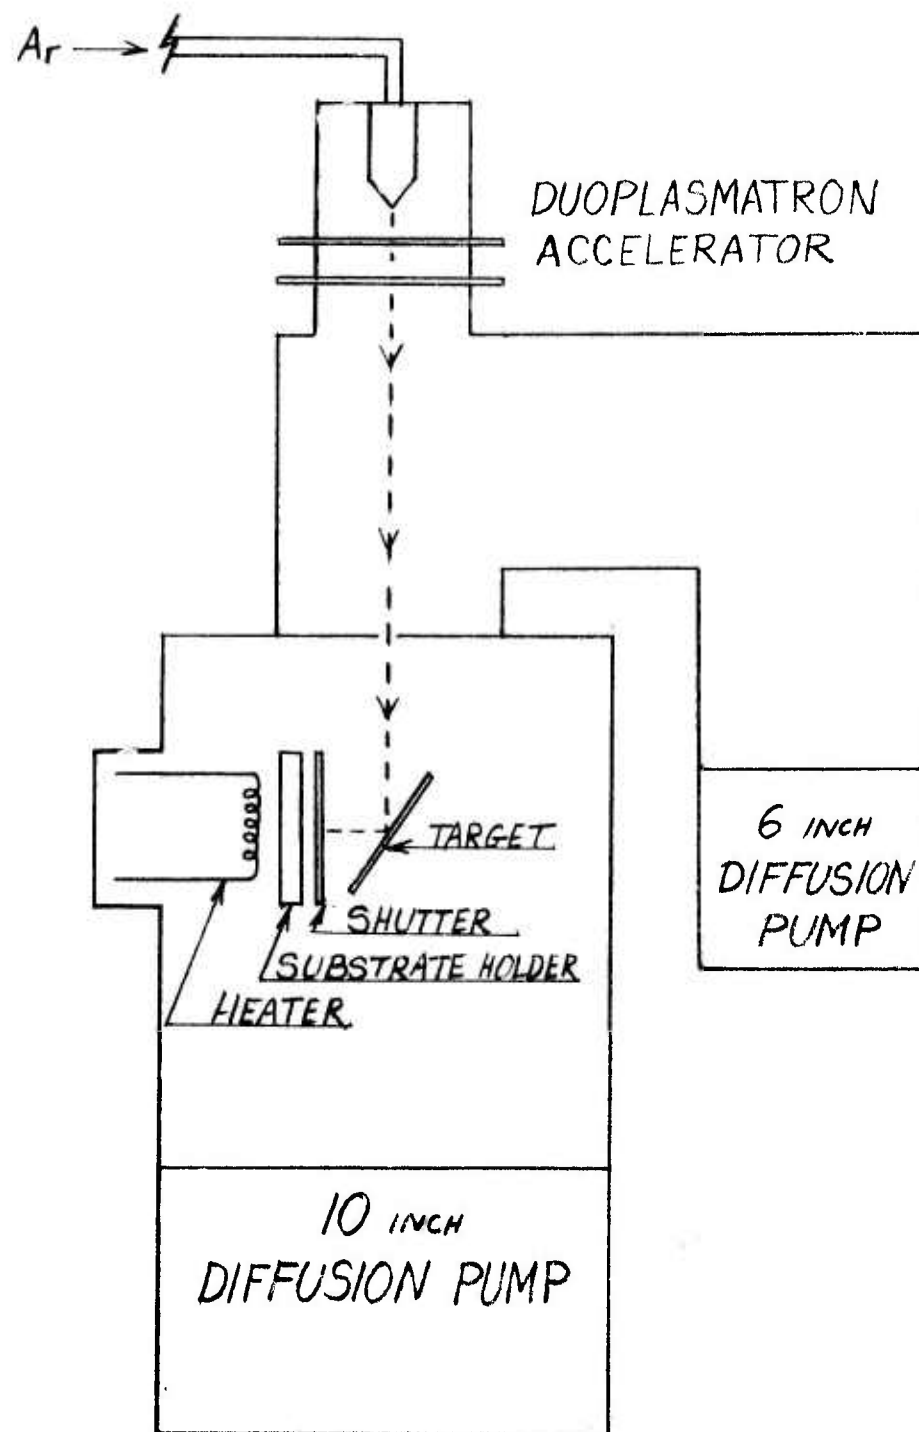 Ar
DUOPLASMATRON
ACCELERATOR
TARGET
6 INCH
DIFFUSION
PUMP
SHUTTER
SUBSTRATE HOLDER
HEATER
10 INCH
DIFFUSION PUMP